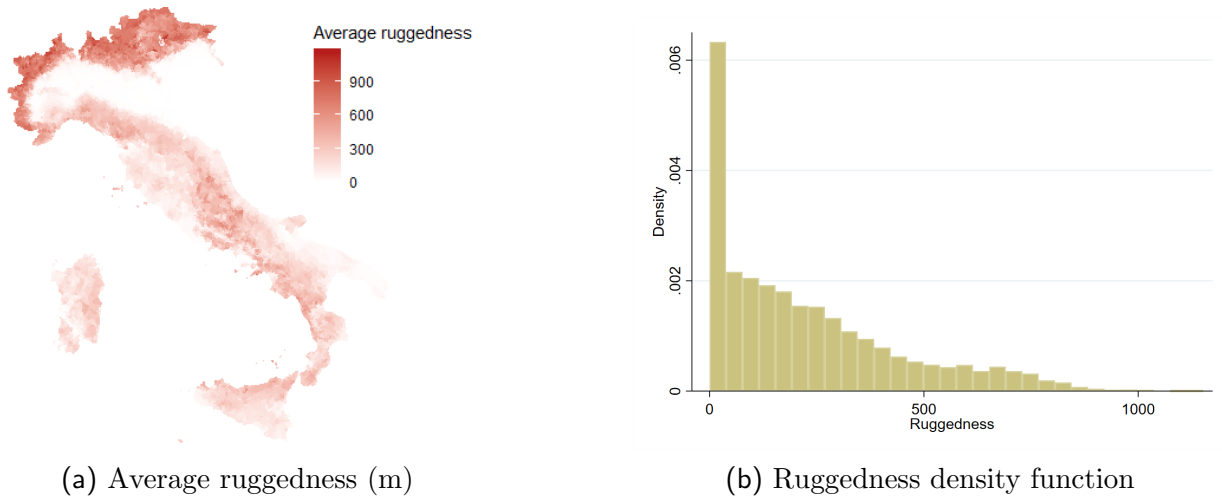 Average ruggedness
900
600
300
0
(a) Average ruggedness (m)
Density
.006
.004
.002
0
0 500 1000
Ruggedness
(b) Ruggedness density function